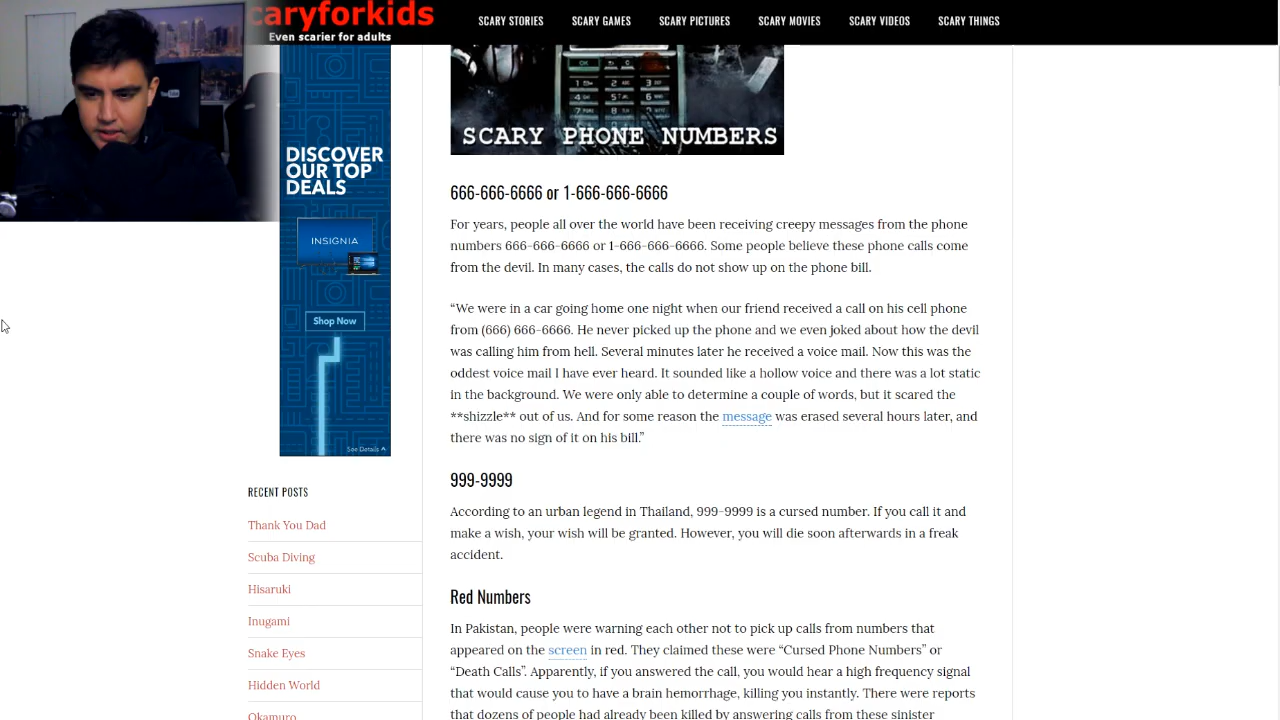 caryforkids
Even scarier for adults
SCARY STORIES
SCARY GAMES
SCARY PICTURES
SCARY MOVIES
SCARY VIDEOS
SCARY THINGS
DISCOVER
OUR TOP
DEALS
INSIGNIA
Shop Now
See Details
RECENT POSTS
Thank You Dad
Scuba Diving
Hisaruki
Inugami
Snake Eyes
Hidden World
Okamuro
SCARY PHONE NUMBERS
666-666-6666 or 1-666-666-6666
For years, people all over the world have been receiving creepy messages from the phone
numbers 666-666-6666 or 1-666-666-6666. Some people believe these phone calls come
from the devil. In many cases, the calls do not show up on the phone bill.
“We were in a car going home one night when our friend received a call on his cell phone
from (666) 666-6666. He never picked up the phone and we even joked about how the devil
was calling him from hell. Several minutes later he received a voice mail. Now this was the
oddest voice mail I have ever heard. It sounded like a hollow voice and there was a lot static
in the background. We were only able to determine a couple of words, but it scared the
**shizzle** out of us. And for some reason the message was erased several hours later, and
there was no sign of it on his bill.”
999-9999
According to an urban legend in Thailand, 999-9999 is a cursed number. If you call it and
make a wish, your wish will be granted. However, you will die soon afterwards in a freak
accident.
Red Numbers
In Pakistan, people were warning each other not to pick up calls from numbers that
appeared on the screen in red. They claimed these were “Cursed Phone Numbers” or
“Death Calls”. Apparently, if you answered the call, you would hear a high frequency signal
that would cause you to have a brain hemorrhage, killing you instantly. There were reports
that dozens of people had already been killed by answering calls from these sinister